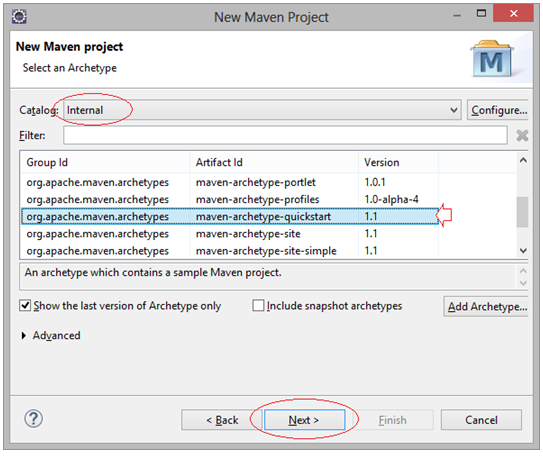 New Maven Project
New Maven project
Select an Archetype
M
Catalog: Internal Configure...
Filter:
Group Id Artifact Id Version
org.apache.maven.archetypes maven-archetype-portlet 1.0.1
org.apache.maven.archetypes maven-archetype-profiles 1.0-alpha-4
org.apache.maven.archetypes maven-archetype-quickstart 1.1
org.apache.maven.archetypes maven-archetype-site 1.1
org.apache.maven.archetypes maven-archetype-site-simple 1.1
An archetype which contains a sample Maven project.
Show the last version of Archetype only Include snapshot archetypes Add Archetype...
Advanced
? < Back Next > Finish Cancel